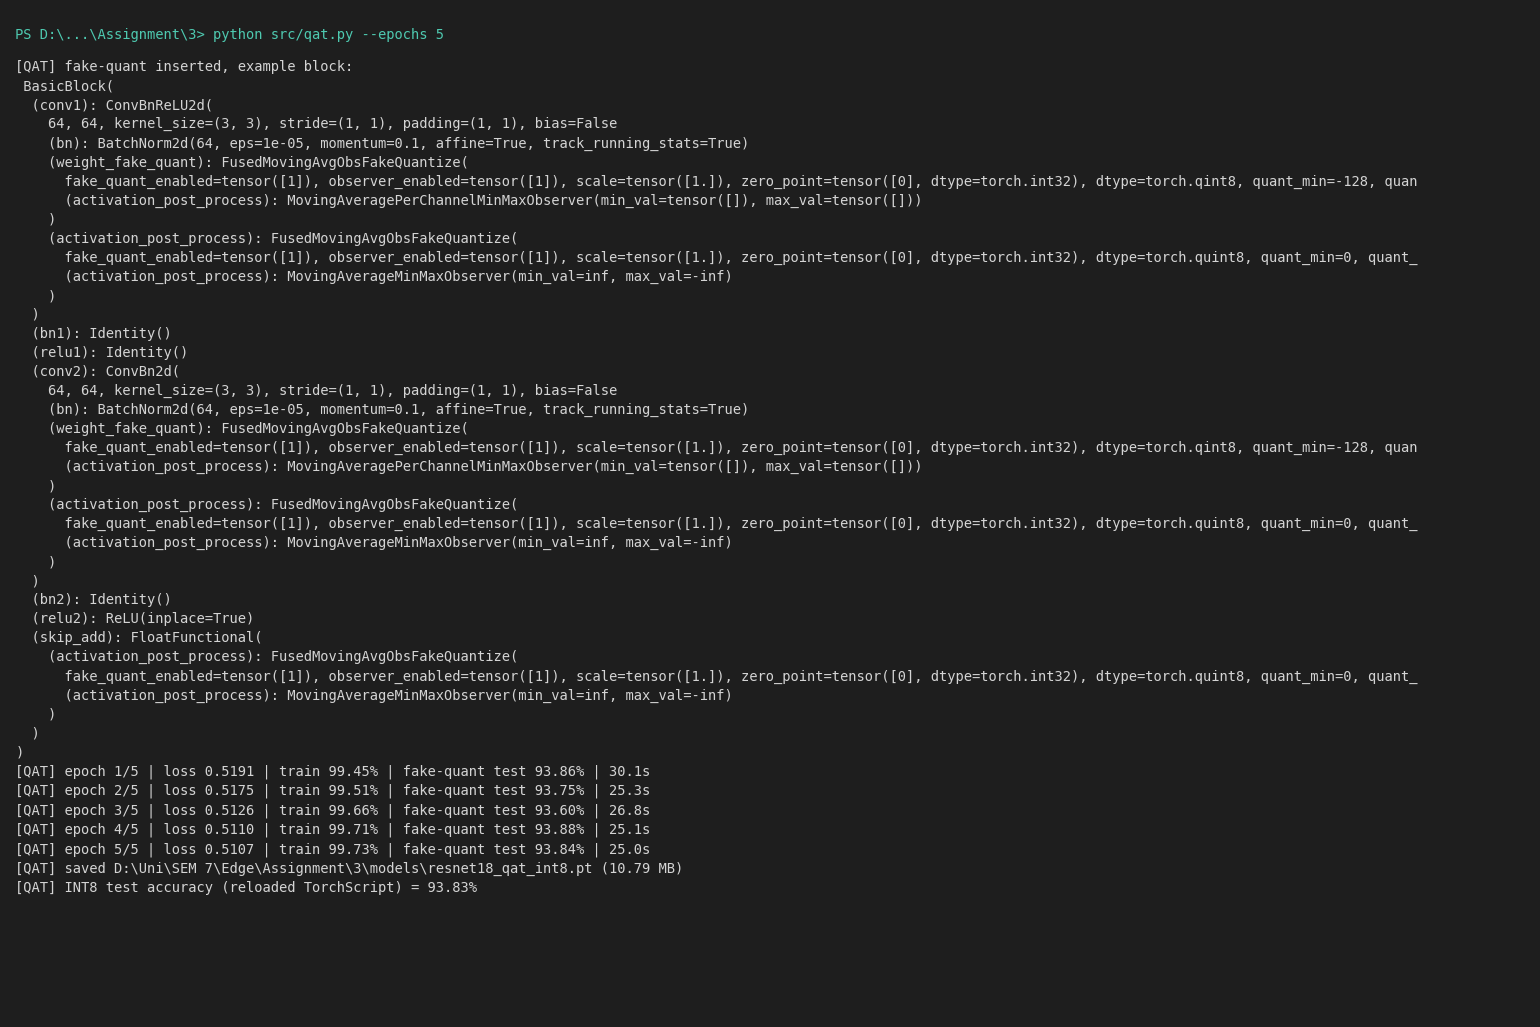 PS D:\...\Assignment\3> python src/qat.py --epochs 5
[QAT] fake-quant inserted, example block:
 BasicBlock(
  (conv1): ConvBnReLU2d(
    64, 64, kernel_size=(3, 3), stride=(1, 1), padding=(1, 1), bias=False
    (bn): BatchNorm2d(64, eps=1e-05, momentum=0.1, affine=True, track_running_stats=True)
    (weight_fake_quant): FusedMovingAvgObsFakeQuantize(
      fake_quant_enabled=tensor([1]), observer_enabled=tensor([1]), scale=tensor([1.]), zero_point=tensor([0], dtype=torch.int32), dtype=torch.qint8, quant_min=-128, quan
      (activation_post_process): MovingAveragePerChannelMinMaxObserver(min_val=tensor([]), max_val=tensor([]))
    )
    (activation_post_process): FusedMovingAvgObsFakeQuantize(
      fake_quant_enabled=tensor([1]), observer_enabled=tensor([1]), scale=tensor([1.]), zero_point=tensor([0], dtype=torch.int32), dtype=torch.quint8, quant_min=0, quant_
      (activation_post_process): MovingAverageMinMaxObserver(min_val=inf, max_val=-inf)
    )
  )
  (bn1): Identity()
  (relu1): Identity()
  (conv2): ConvBn2d(
    64, 64, kernel_size=(3, 3), stride=(1, 1), padding=(1, 1), bias=False
    (bn): BatchNorm2d(64, eps=1e-05, momentum=0.1, affine=True, track_running_stats=True)
    (weight_fake_quant): FusedMovingAvgObsFakeQuantize(
      fake_quant_enabled=tensor([1]), observer_enabled=tensor([1]), scale=tensor([1.]), zero_point=tensor([0], dtype=torch.int32), dtype=torch.qint8, quant_min=-128, quan
      (activation_post_process): MovingAveragePerChannelMinMaxObserver(min_val=tensor([]), max_val=tensor([]))
    )
    (activation_post_process): FusedMovingAvgObsFakeQuantize(
      fake_quant_enabled=tensor([1]), observer_enabled=tensor([1]), scale=tensor([1.]), zero_point=tensor([0], dtype=torch.int32), dtype=torch.quint8, quant_min=0, quant_
      (activation_post_process): MovingAverageMinMaxObserver(min_val=inf, max_val=-inf)
    )
  )
  (bn2): Identity()
  (relu2): ReLU(inplace=True)
  (skip_add): FloatFunctional(
    (activation_post_process): FusedMovingAvgObsFakeQuantize(
      fake_quant_enabled=tensor([1]), observer_enabled=tensor([1]), scale=tensor([1.]), zero_point=tensor([0], dtype=torch.int32), dtype=torch.quint8, quant_min=0, quant_
      (activation_post_process): MovingAverageMinMaxObserver(min_val=inf, max_val=-inf)
    )
  )
)
[QAT] epoch 1/5 | loss 0.5191 | train 99.45% | fake-quant test 93.86% | 30.1s
[QAT] epoch 2/5 | loss 0.5175 | train 99.51% | fake-quant test 93.75% | 25.3s
[QAT] epoch 3/5 | loss 0.5126 | train 99.66% | fake-quant test 93.60% | 26.8s
[QAT] epoch 4/5 | loss 0.5110 | train 99.71% | fake-quant test 93.88% | 25.1s
[QAT] epoch 5/5 | loss 0.5107 | train 99.73% | fake-quant test 93.84% | 25.0s
[QAT] saved D:\Uni\SEM 7\Edge\Assignment\3\models\resnet18_qat_int8.pt (10.79 MB)
[QAT] INT8 test accuracy (reloaded TorchScript) = 93.83%